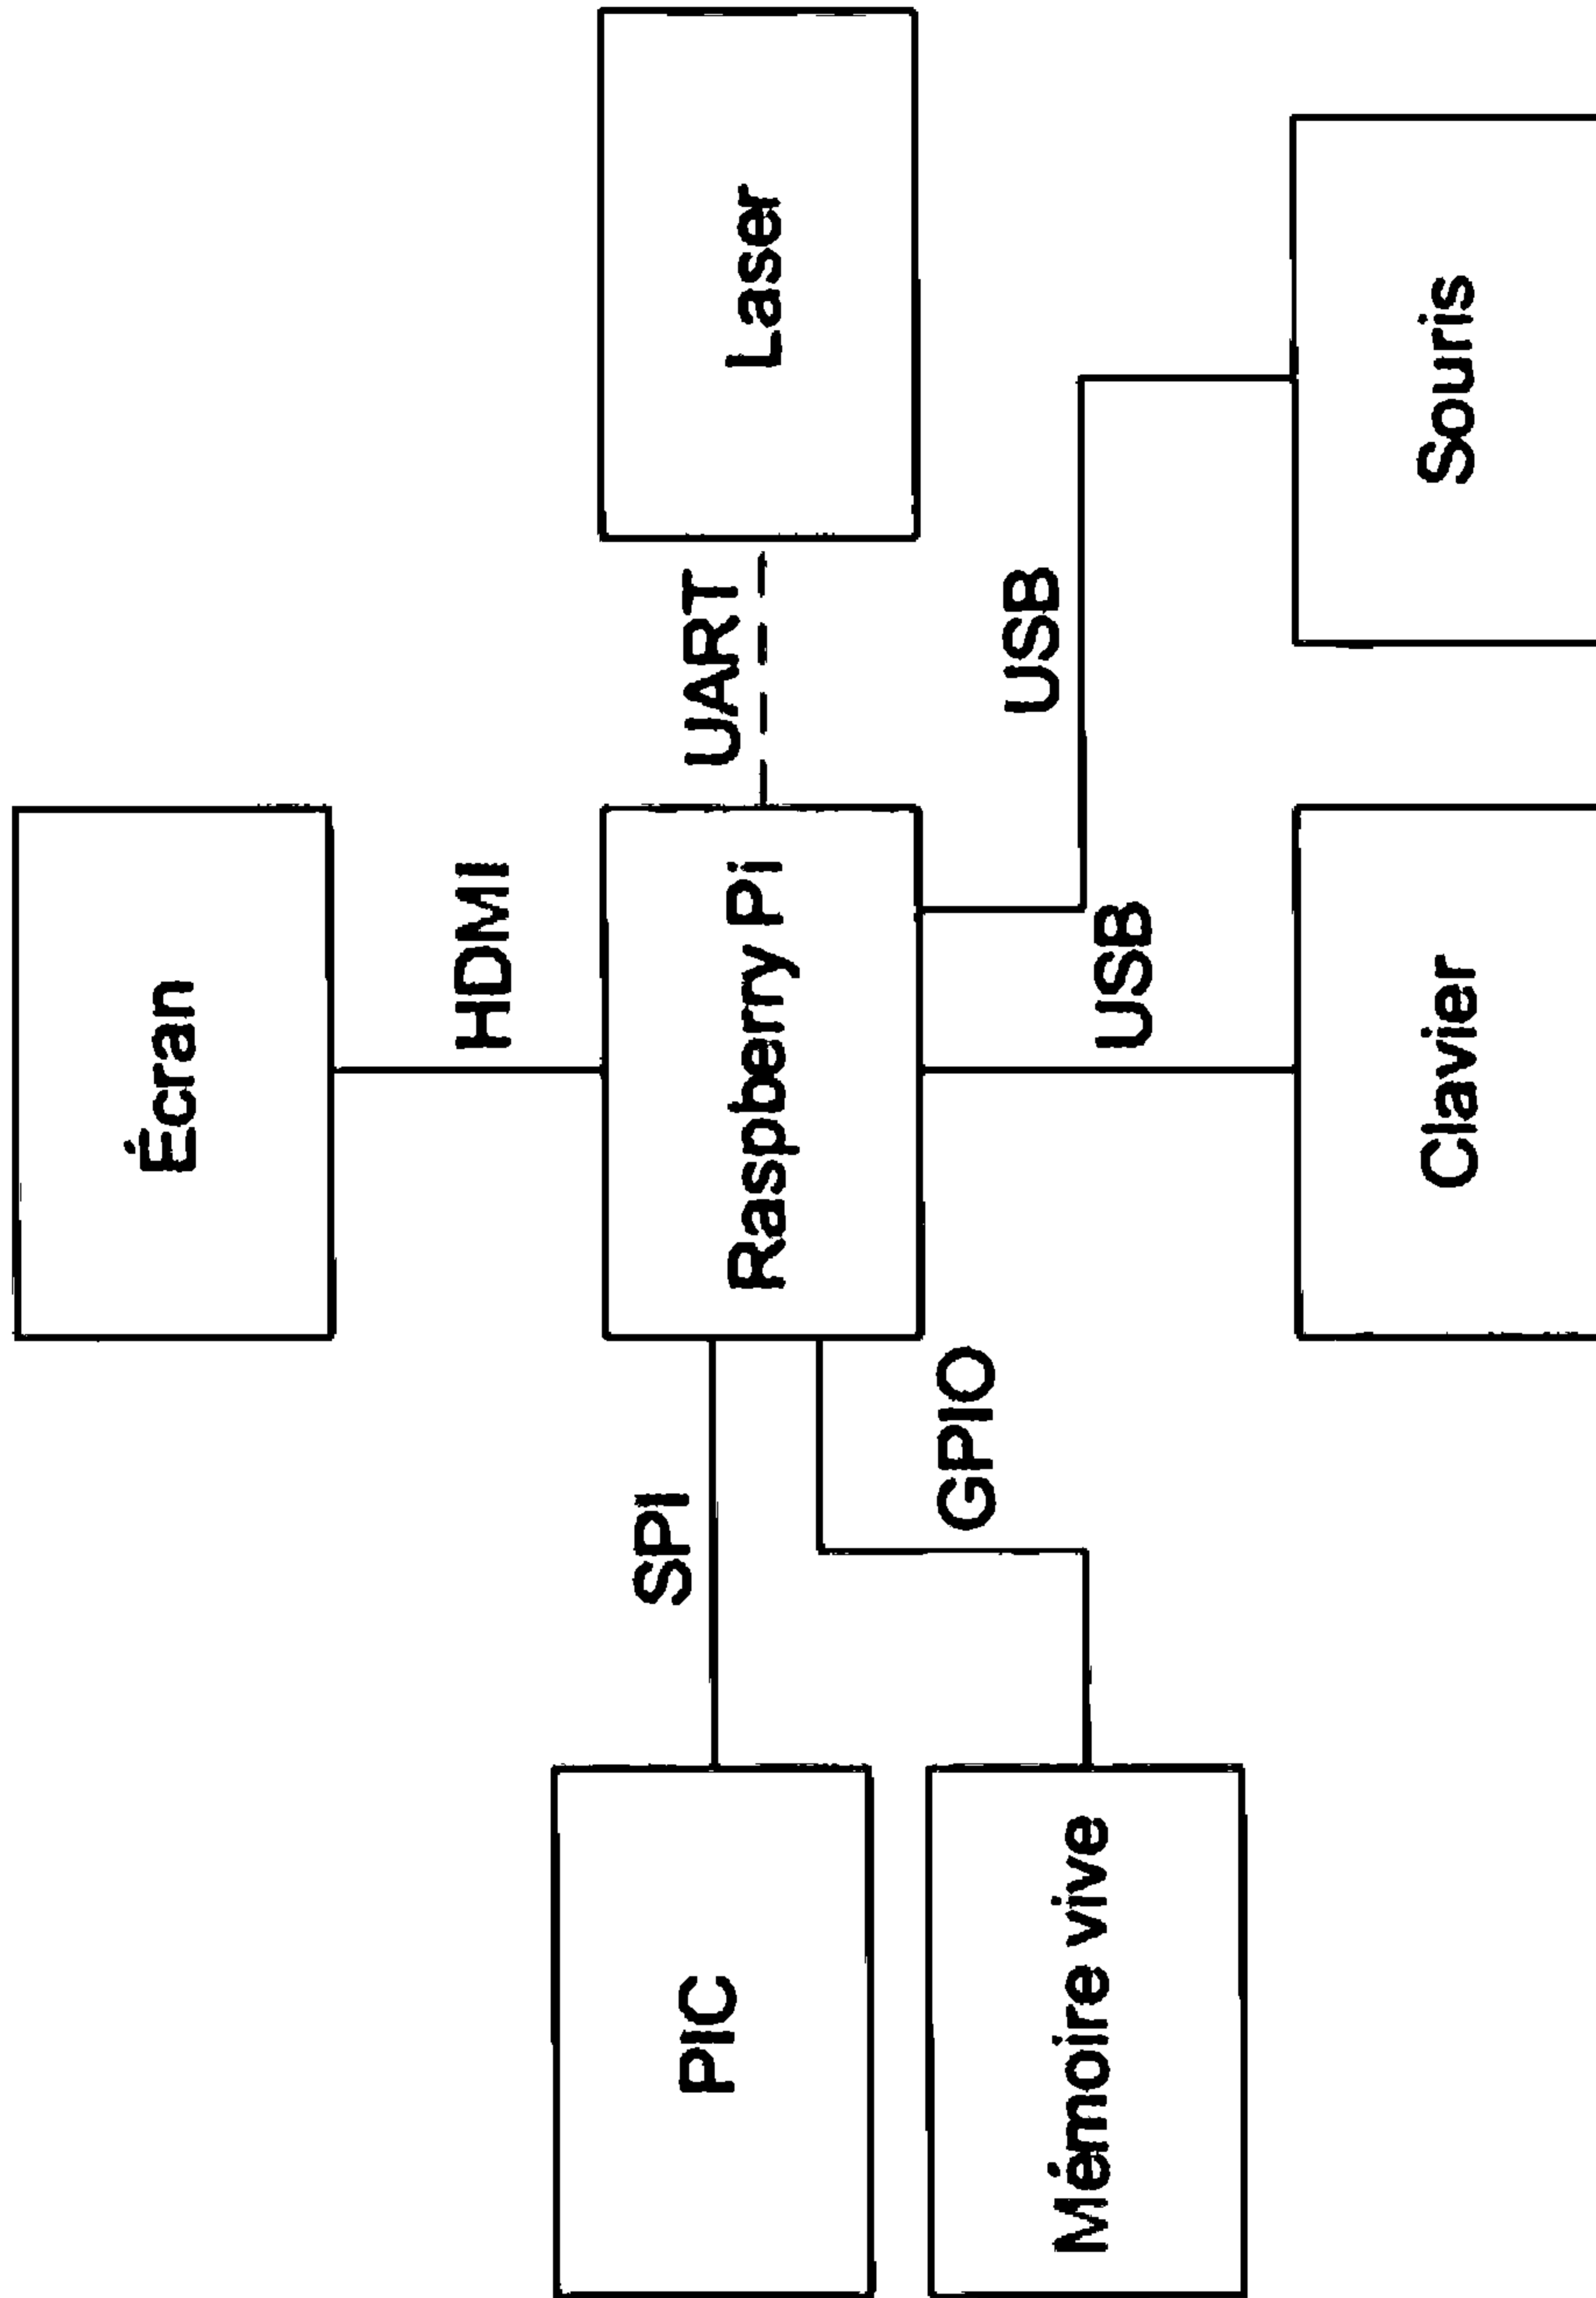 Écran
HDMI
PIC
SPI
Raspberry Pi
UART
Laser
Mémoire vive
GPIO
USB
USB
Clavier
Souris